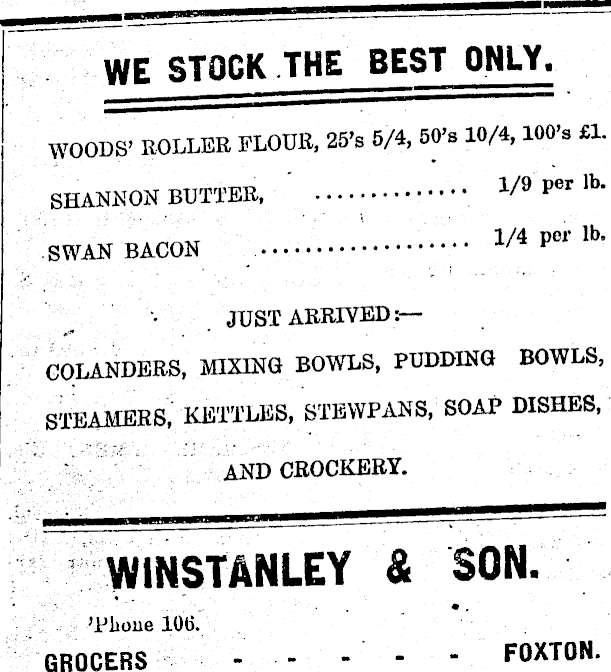 WE STOCK THE BEST ONLY.
WOODS' ROLLER FLOUR, 25's 5/4, 50's 10/4, 100's £1.
SHANNON BUTTER, .............. 1/9 per lb.
SWAN BACON ................... 1/4 per lb.
JUST ARRIVED:—
COLANDERS, MIXING BOWLS, PUDDING BOWLS,
STEAMERS, KETTLES, STEWPANS, SOAP DISHES,
AND CROCKERY.
WINSTANLEY & SON.
'Phone 106.
GROCERS - - - - - FOXTON.